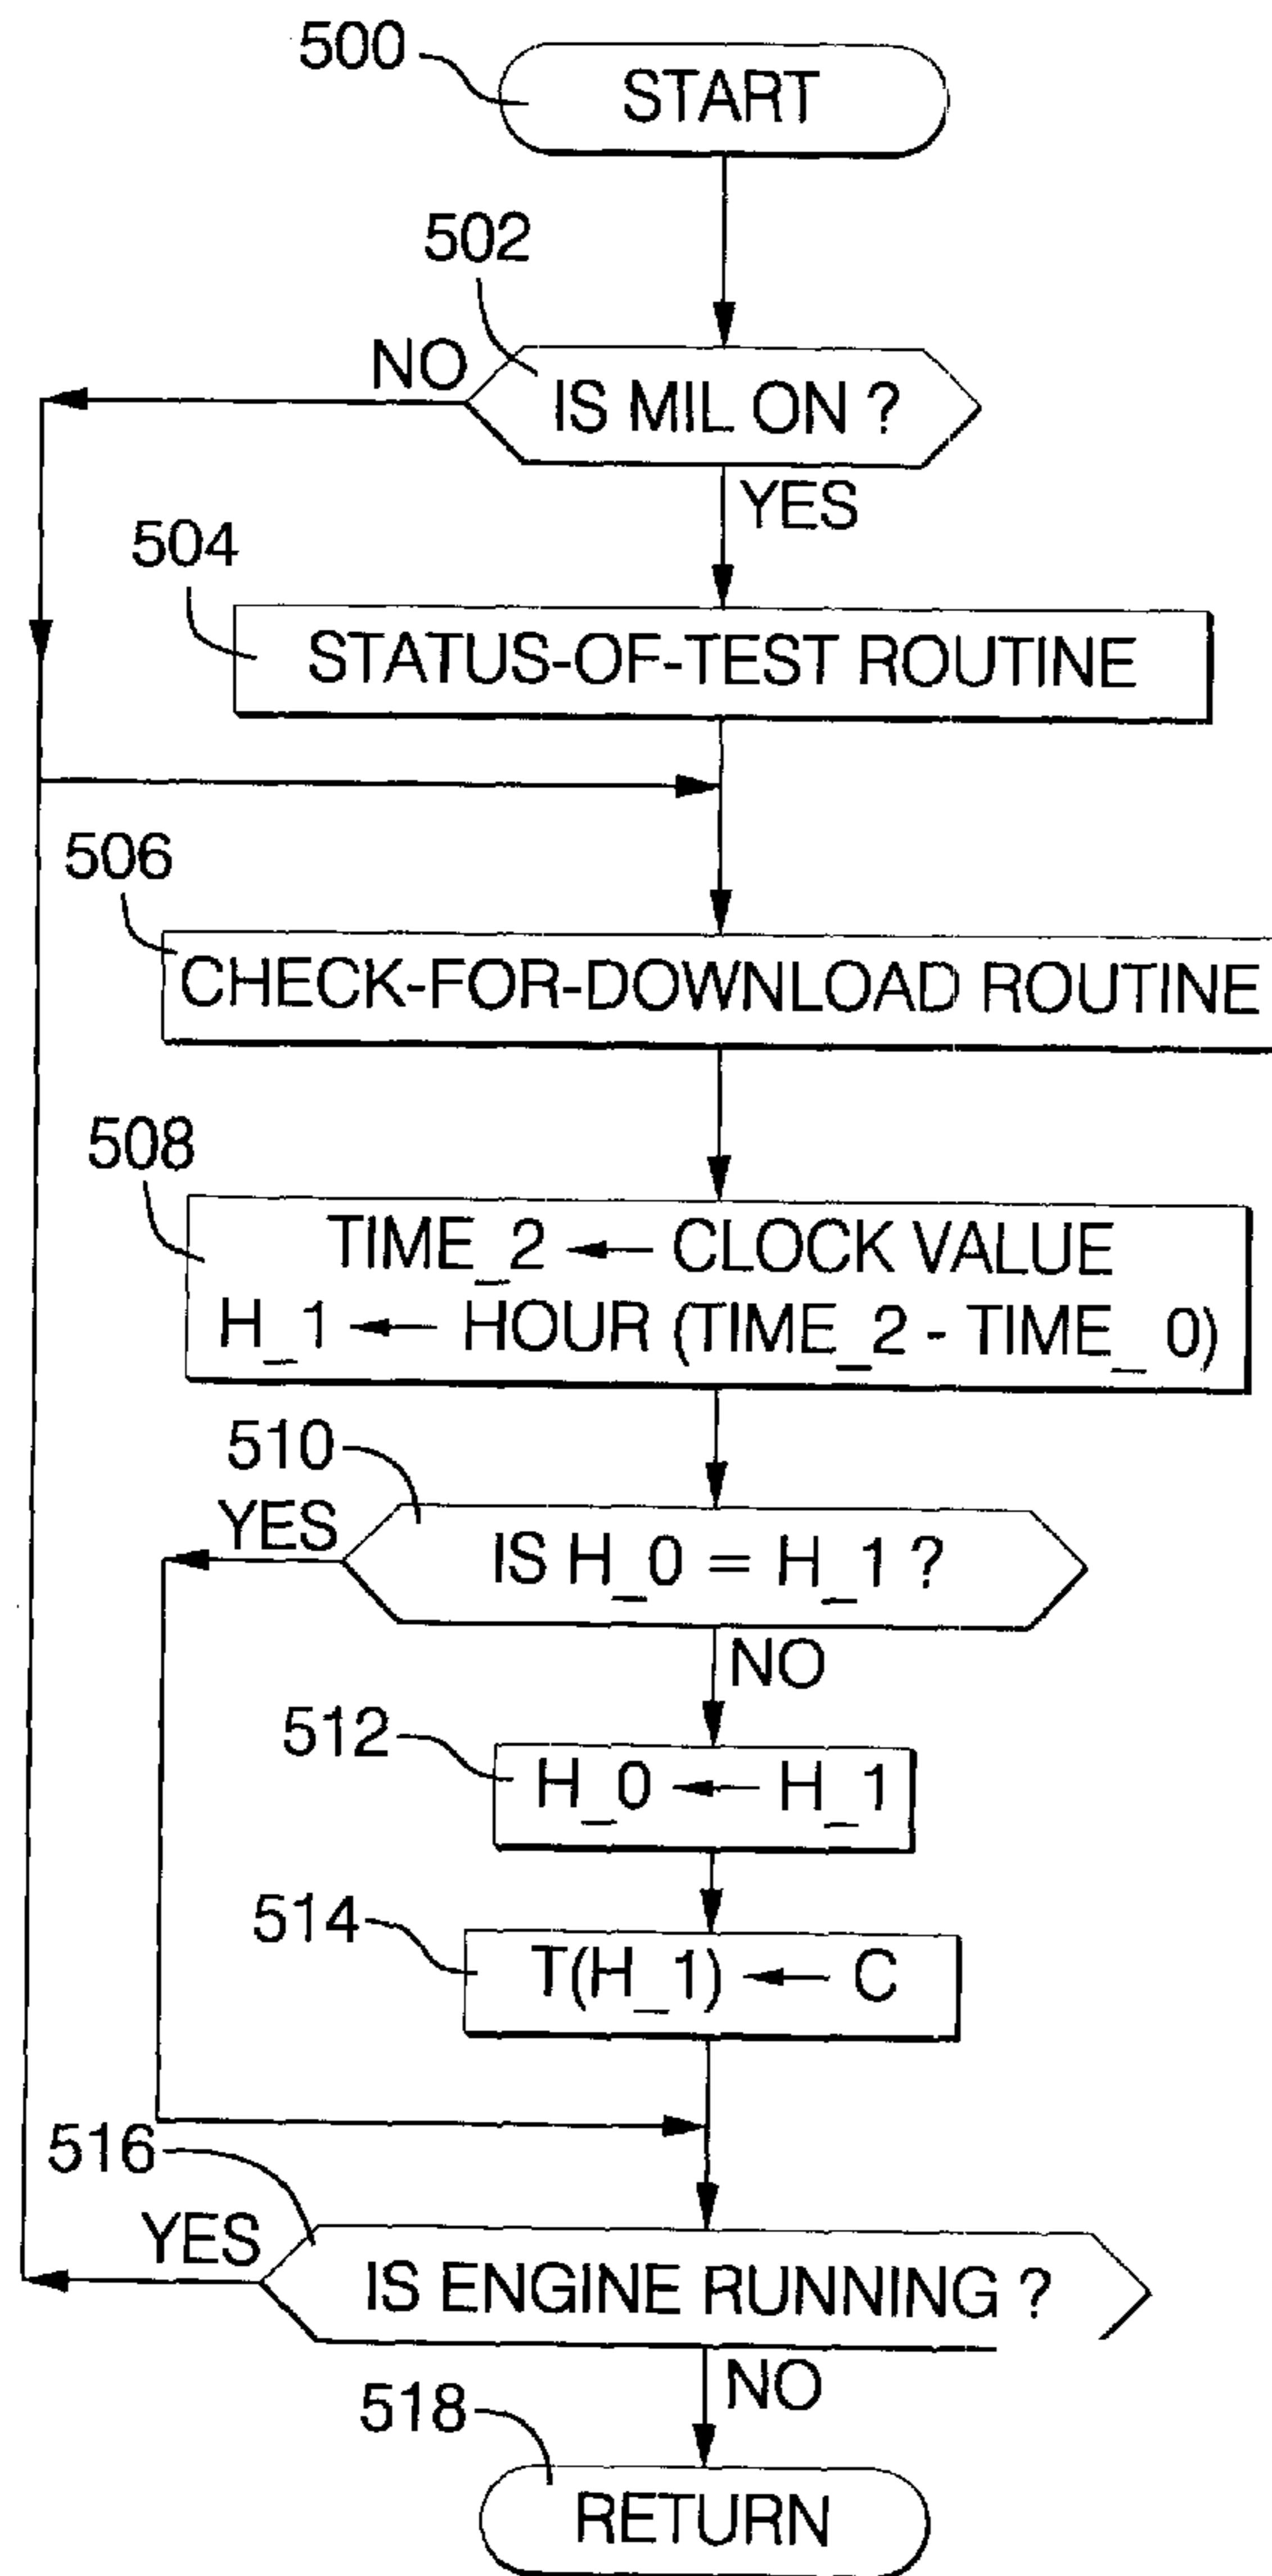 500
START
502
NO
IS MIL ON ?
YES
504
STATUS-OF-TEST ROUTINE
506
CHECK-FOR-DOWNLOAD ROUTINE
508
TIME_2 ← CLOCK VALUE
H_1 ← HOUR (TIME_2 - TIME_ 0)
510
YES
IS H_0 = H_1 ?
NO
512
H_0 ← H_1
514
T(H_1) ← C
516
YES
IS ENGINE RUNNING ?
NO
518
RETURN